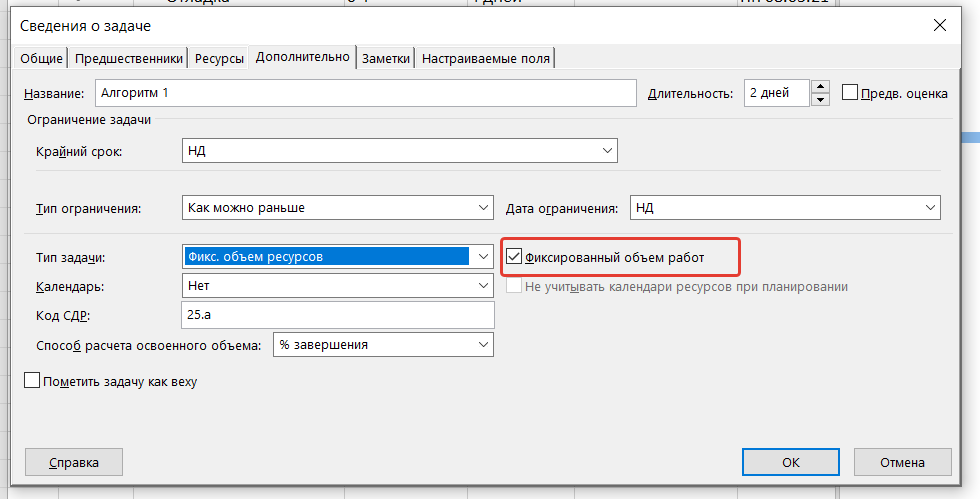 Сведения о задаче
Общие Предшественники Ресурсы Дополнительно Заметки Настраиваемые поля
Название: Алгоритм 1 Длительность: 2 дней Предв. оценка
Ограничение задачи
Крайний срок: НД
Тип ограничения: Как можно раньше Дата ограничения: НД
Тип задачи: Фикс. объем ресурсов Фиксированный объем работ
Календарь: Нет Не учитывать календари ресурсов при планировании
Код СДР: 25.а
Способ расчета освоенного объема: % завершения
Пометить задачу как веху
Справка ОК Отмена